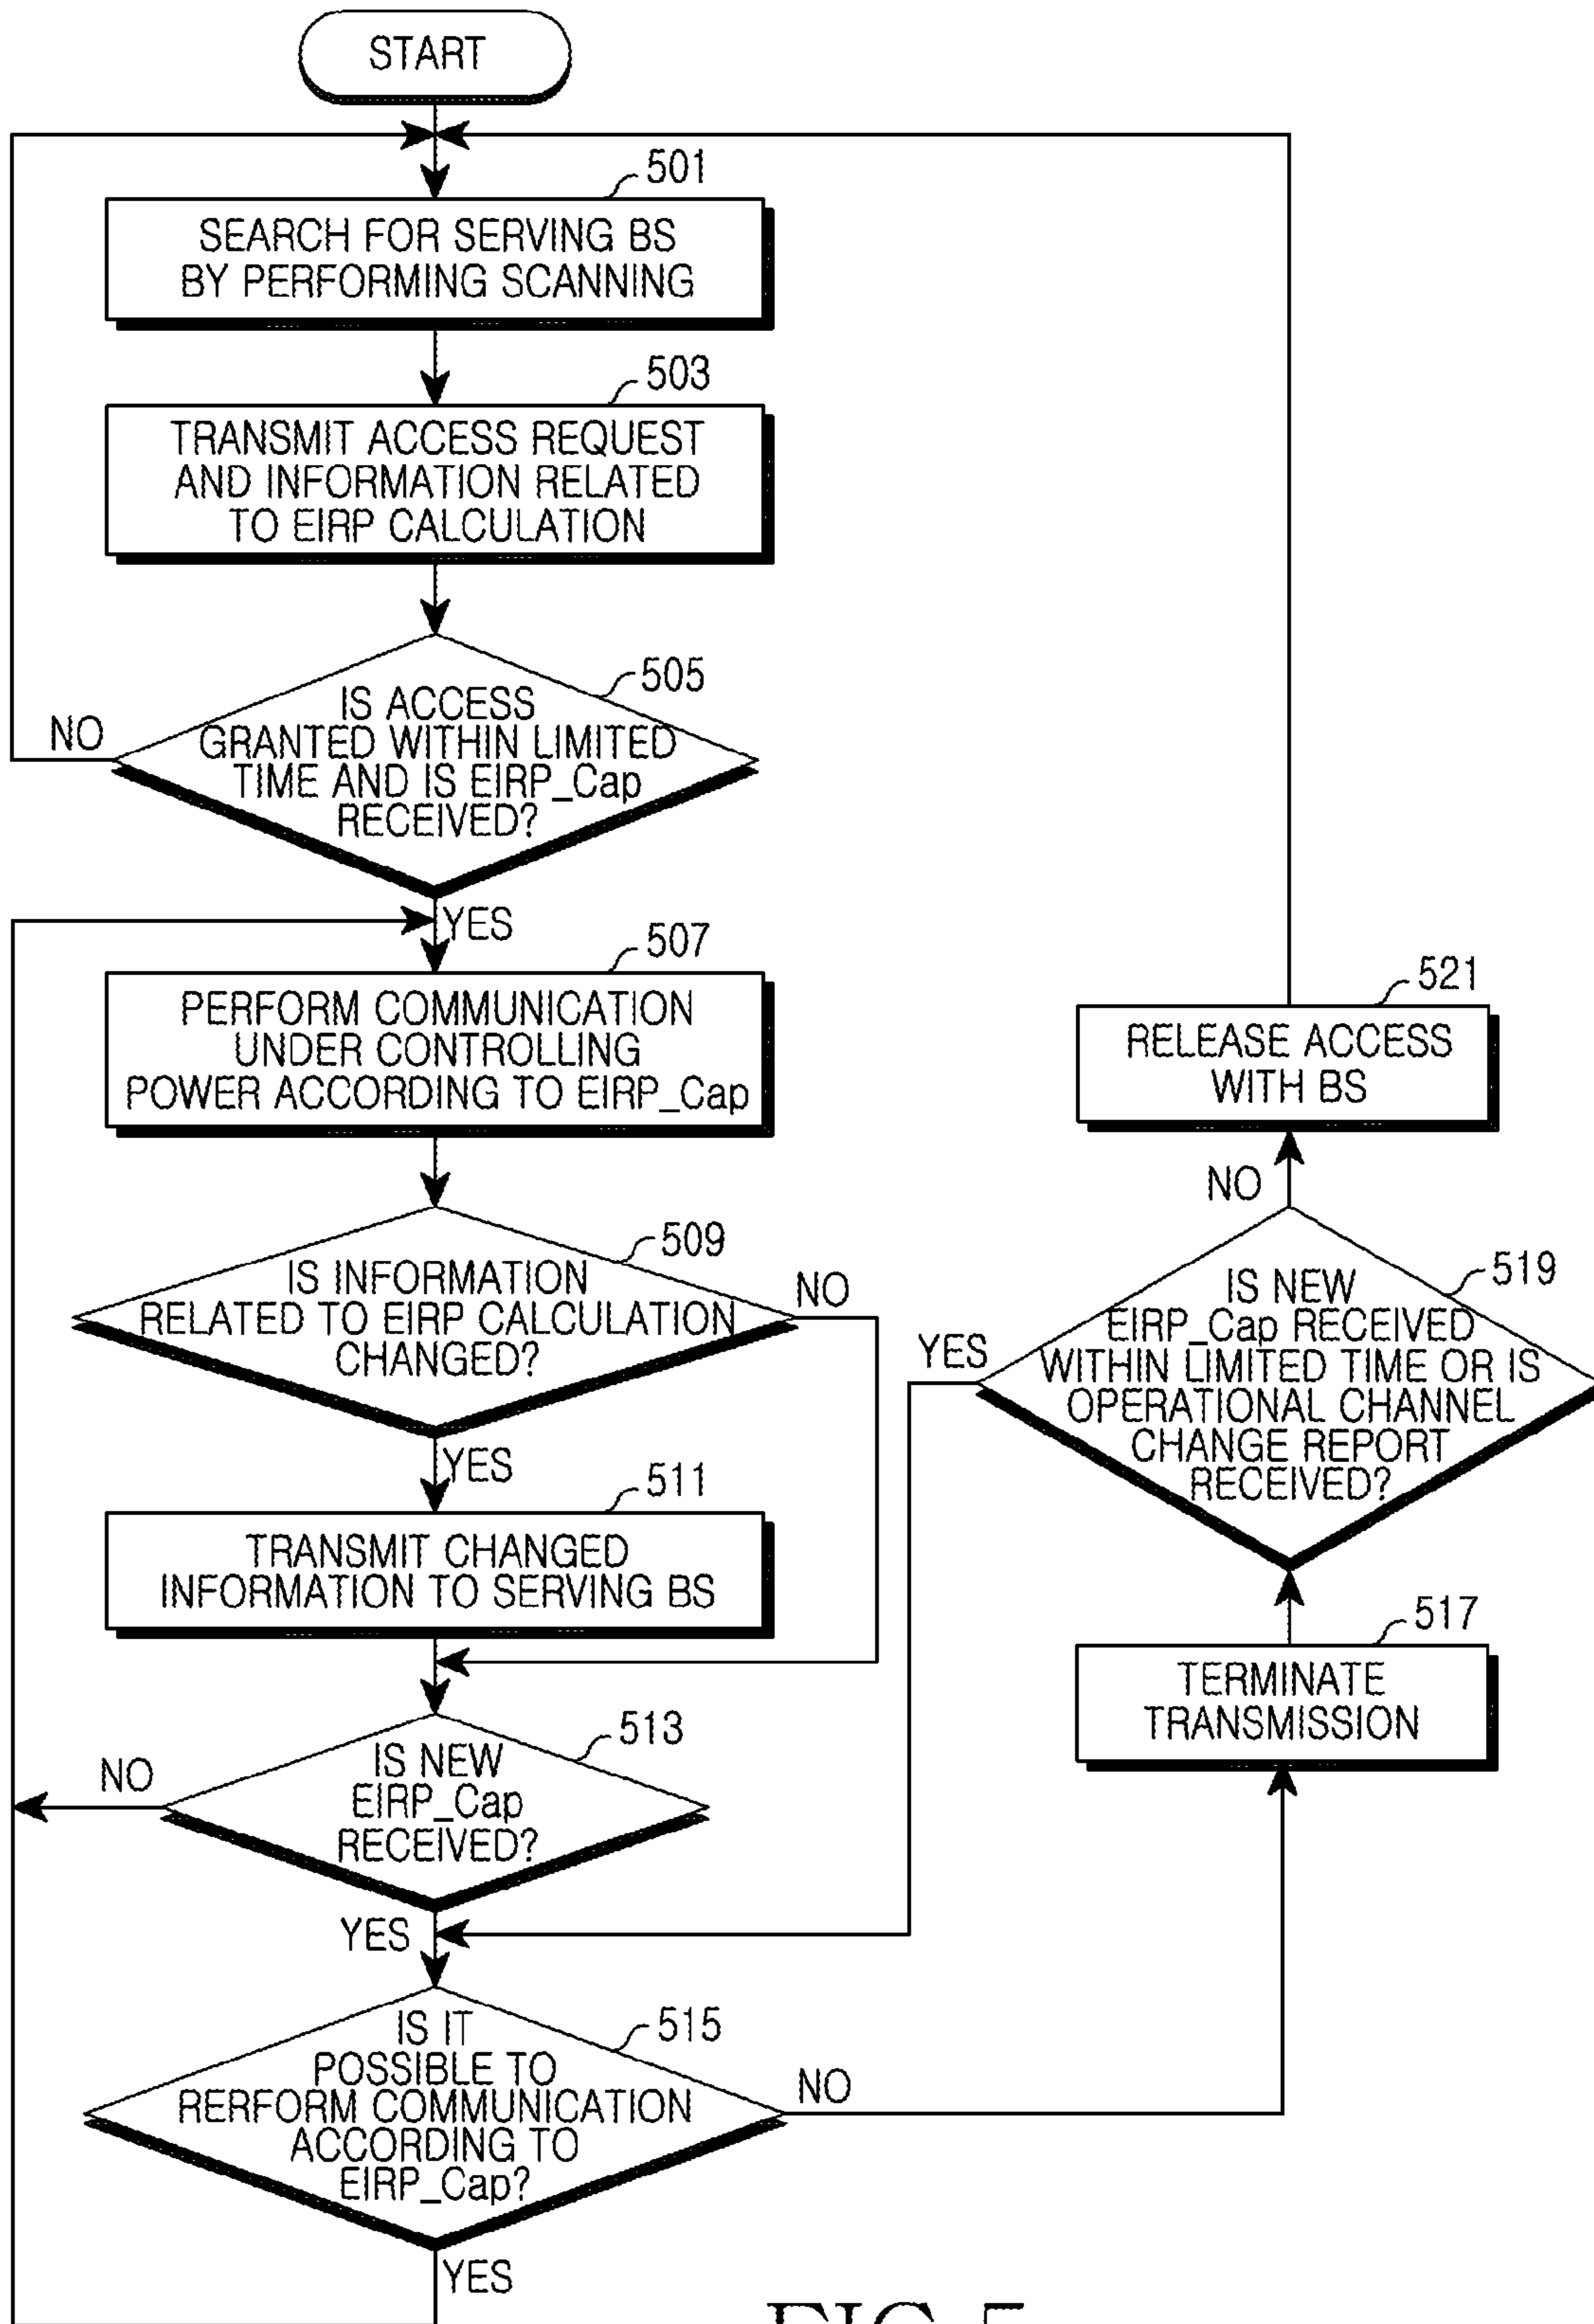 START
501
SEARCH FOR SERVING BS
BY PERFORMING SCANNING
503
TRANSMIT ACCESS REQUEST
AND INFORMATION RELATED
TO EIRP CALCULATION
505
IS ACCESS
GRANTED WITHIN LIMITED
TIME AND IS EIRP_Cap
RECEIVED?
NO
YES
507
PERFORM COMMUNICATION
UNDER CONTROLLING
POWER ACCORDING TO EIRP_Cap
509
IS INFORMATION
RELATED TO EIRP CALCULATION
CHANGED?
NO
YES
511
TRANSMIT CHANGED
INFORMATION TO SERVING BS
513
IS NEW
EIRP_Cap
RECEIVED?
NO
YES
515
IS IT
POSSIBLE TO
RERFORM COMMUNICATION
ACCORDING TO
EIRP_Cap?
NO
YES
517
TERMINATE
TRANSMISSION
519
IS NEW
EIRP_Cap RECEIVED
WITHIN LIMITED TIME OR IS
OPERATIONAL CHANNEL
CHANGE REPORT
RECEIVED?
YES
NO
521
RELEASE ACCESS
WITH BS
FIG.5